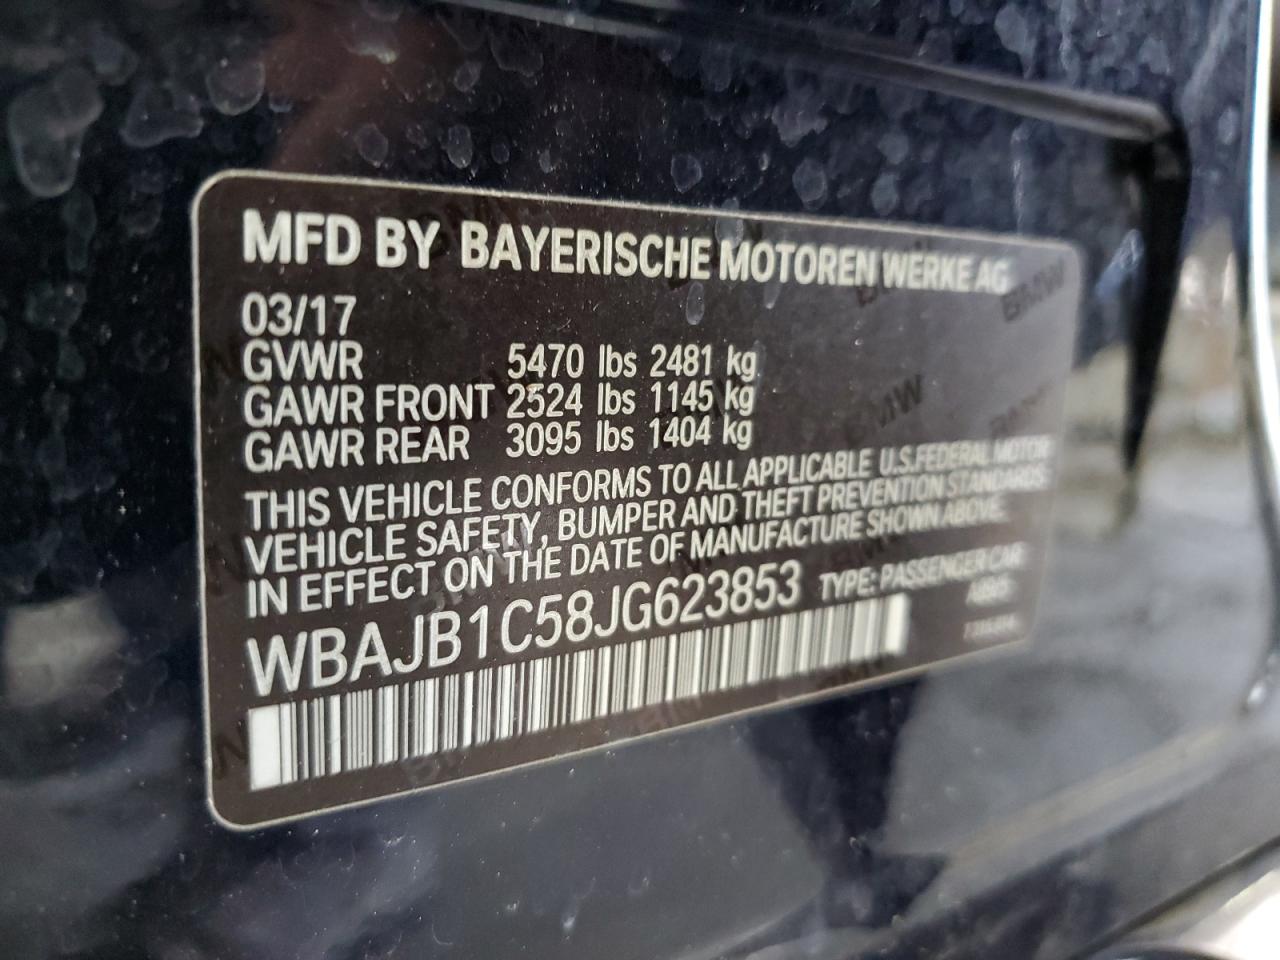 MFD BY BAYERISCHE MOTOREN WERKE AG
03/17
GVWR 5470 lbs 2481 kg
GAWR FRONT 2524 lbs 1145 kg
GAWR REAR 3095 lbs 1404 kg
THIS VEHICLE CONFORMS TO ALL APPLICABLE U.S.FEDERAL MOTOR
VEHICLE SAFETY, BUMPER AND THEFT PREVENTION STANDARDS
IN EFFECT ON THE DATE OF MANUFACTURE SHOWN ABOVE.
WBAJB1C58JG623853 TYPE: PASSENGER CAR